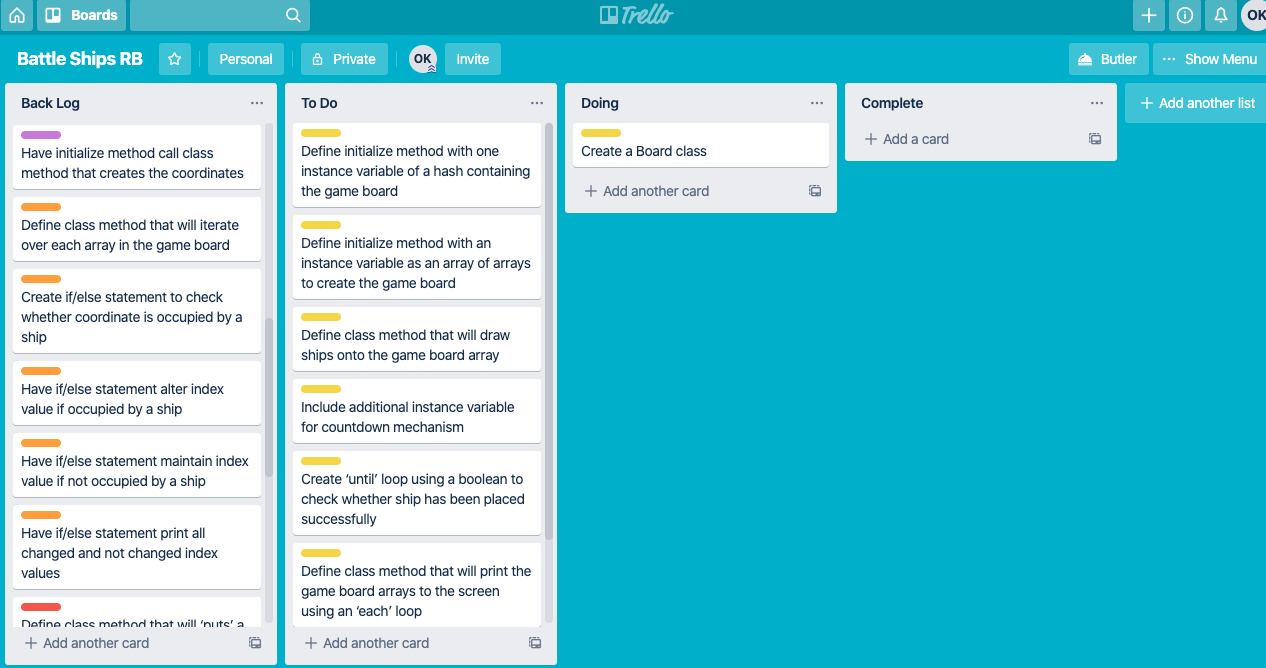 Boards
Trello
OK
Battle Ships RB
Personal
Private
OK
Invite
Butler
Show Menu
Back Log
Have initialize method call class
method that creates the coordinates
Define class method that will iterate
over each array in the game board
Create if/else statement to check
whether coordinate is occupied by a
ship
Have if/else statement alter index
value if occupied by a ship
Have if/else statement maintain index
value if not occupied by a ship
Have if/else statement print all
changed and not changed index
values
Define class method that will ‘puts’ a
Add another card
To Do
Define initialize method with one
instance variable of a hash containing
the game board
Define initialize method with an
instance variable as an array of arrays
to create the game board
Define class method that will draw
ships onto the game board array
Include additional instance variable
for countdown mechanism
Create ‘until’ loop using a boolean to
check whether ship has been placed
successfully
Define class method that will print the
game board arrays to the screen
using an ‘each’ loop
Add another card
Doing
Create a Board class
Add another card
Complete
Add a card
Add another list